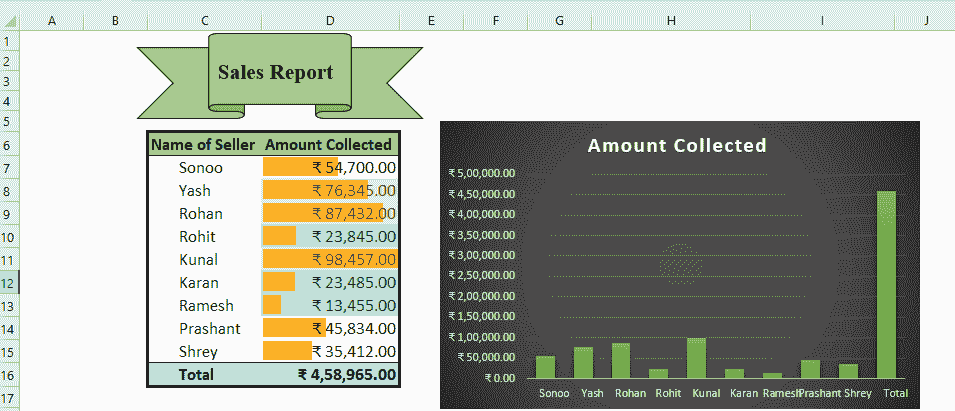 A B C D E F G H I J
1
2
3
4
5
6
7
8
9
10
11
12
13
14
15
16
17
Sales Report
Name of Seller Amount Collected
Sonoo ₹ 54,700.00
Yash ₹ 76,345.00
Rohan ₹ 87,432.00
Rohit ₹ 23,845.00
Kunal ₹ 98,457.00
Karan ₹ 23,485.00
Ramesh ₹ 13,455.00
Prashant ₹ 45,834.00
Shrey ₹ 35,412.00
Total ₹ 4,58,965.00
Amount Collected
₹ 5,00,000.00
₹ 4,50,000.00
₹ 4,00,000.00
₹ 3,50,000.00
₹ 3,00,000.00
₹ 2,50,000.00
₹ 2,00,000.00
₹ 1,50,000.00
₹ 1,00,000.00
₹ 50,000.00
₹ 0.00
Sonoo Yash Rohan Rohit Kunal Karan Ramesh Prashant Shrey Total